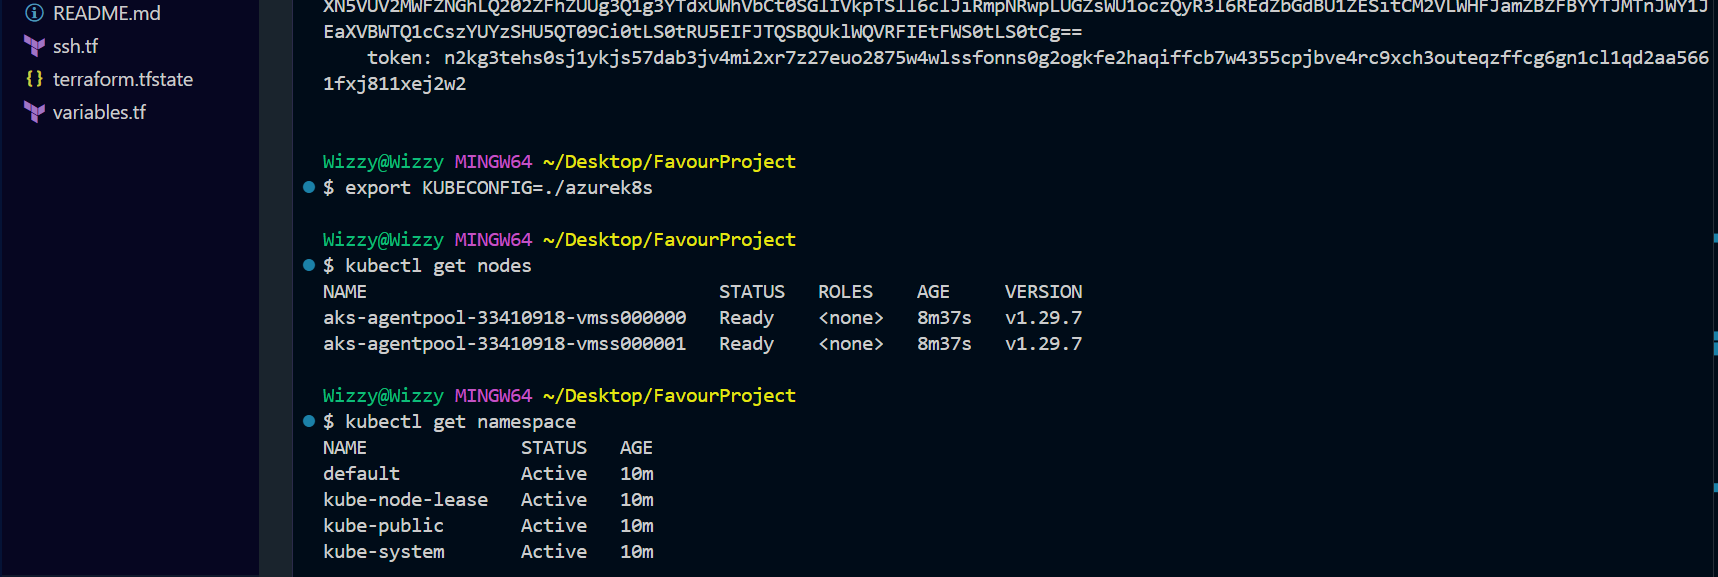 README.md
ssh.tf
terraform.tfstate
variables.tf
EaXVBWTQ1cCszYUYzSHU5QT09Ci0tLS0tRU5EIFJTQSBQUklWQVRFIEtFWS0tLS0tCg==
token: n2kg3tehs0sj1ykjs57dab3jv4mi2xr7z27euo2875w4wlssfonns0g2ogkfe2haqiffcb7w4355cpjbve4rc9xch3outeqzffcg6gn1cl1qd2aa566
1fxj811xej2w2
Wizzy@Wizzy MINGW64 ~/Desktop/FavourProject
$ export KUBECONFIG=./azurek8s
Wizzy@Wizzy MINGW64 ~/Desktop/FavourProject
$ kubectl get nodes
NAME STATUS ROLES AGE VERSION
aks-agentpool-33410918-vmss000000 Ready <none> 8m37s v1.29.7
aks-agentpool-33410918-vmss000001 Ready <none> 8m37s v1.29.7
Wizzy@Wizzy MINGW64 ~/Desktop/FavourProject
$ kubectl get namespace
NAME STATUS AGE
default Active 10m
kube-node-lease Active 10m
kube-public Active 10m
kube-system Active 10m